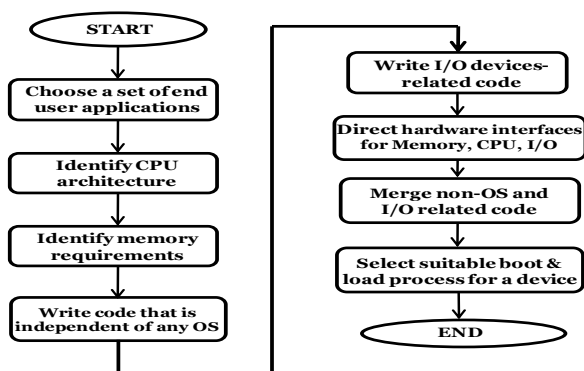 START
Choose a set of end
user applications
Identify CPU
architecture
Identify memory
requirements
Write code that is
independent of any OS
Write I/O devices-
related code
Direct hardware interfaces
for Memory, CPU, I/O
Merge non-OS and
I/O related code
Select suitable boot &
load process for a device
END